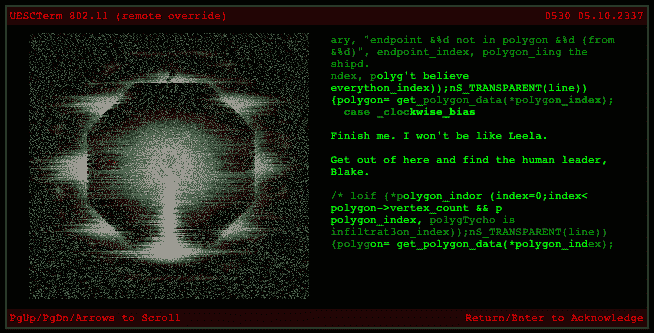 UESCTerm 802.11 (remote override)
0530 05.10.2337
ary, "endpoint &%d not in polygon &%d (from
&%d)", endpoint_index, polygon_iing the
shipd.
ndex, polyg't believe
everython_index));nS_TRANSPARENT(line))
{polygon= get_polygon_data(*polygon_index);
case _clockwise_bias
Finish me. I won't be like Leela.
Get out of here and find the human leader,
Blake.
/* loif (*polygon_indor (index=0;index<
polygon->vertex_count && p
polygon_index, polygTycho is
infiltrat3on_index));nS_TRANSPARENT(line))
{polygon= get_polygon_data(*polygon_index);
PgUp/PgDn/Arrows to Scroll
Return/Enter to Acknowledge